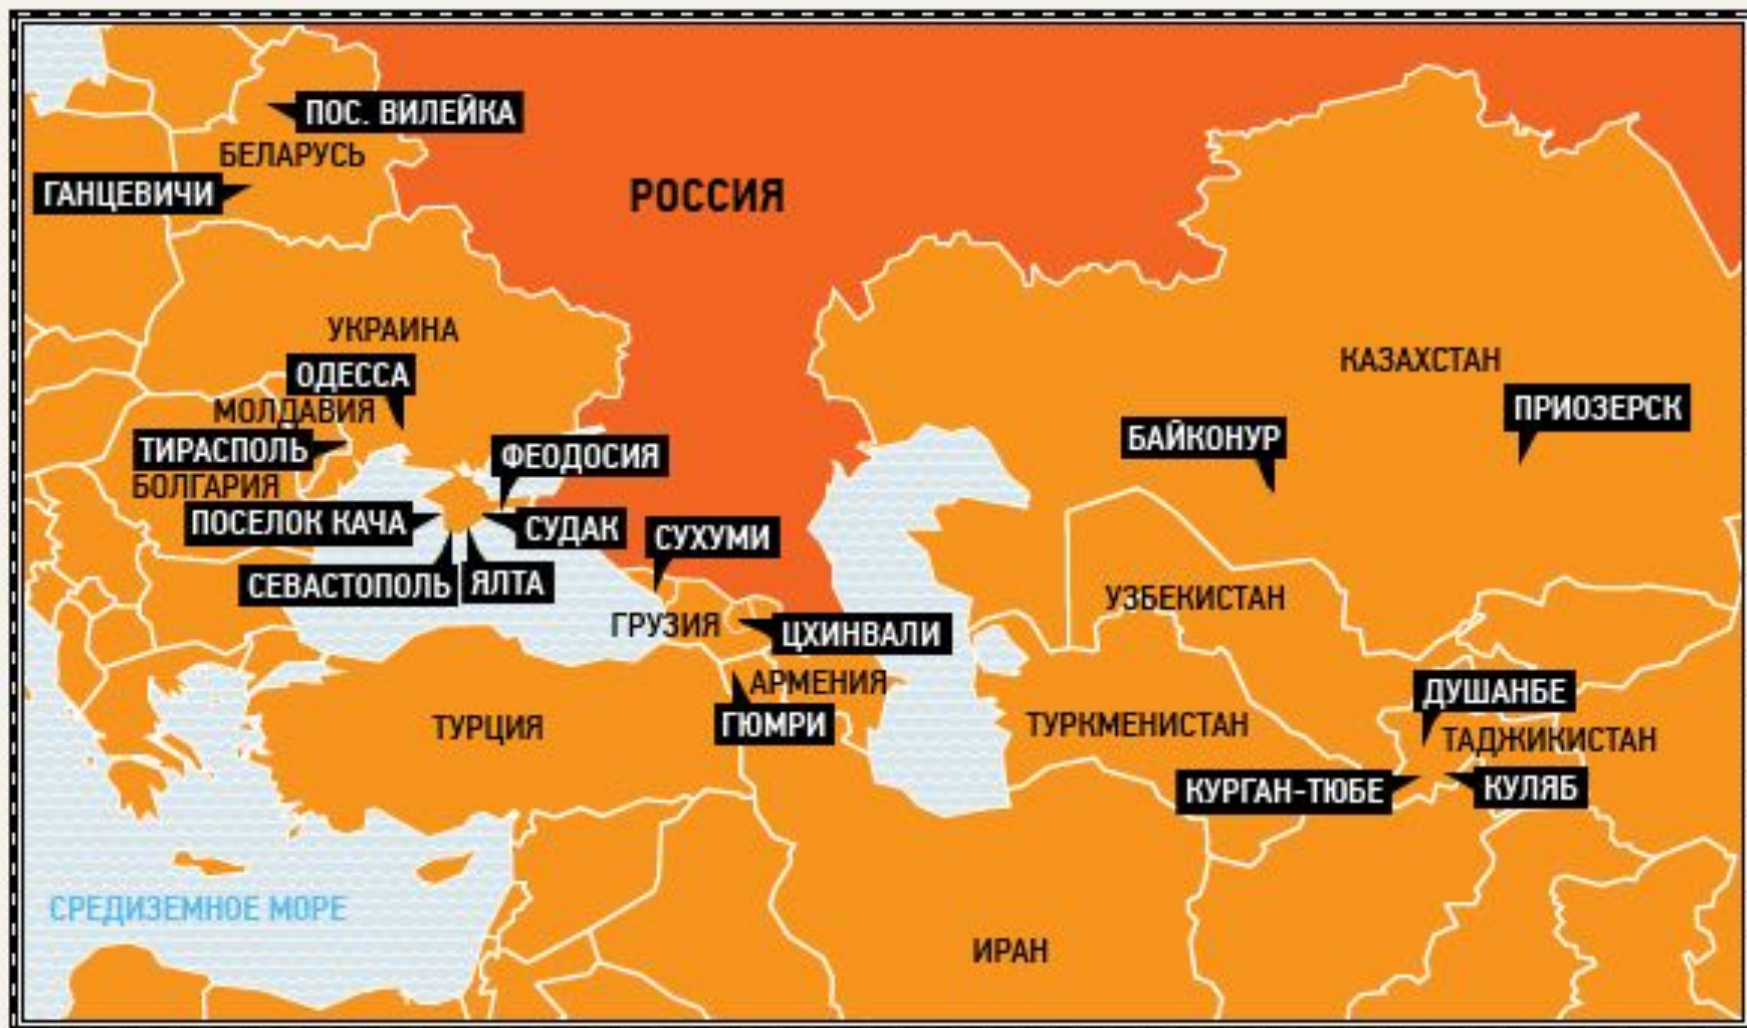 ПОС. ВИЛЕЙКА
БЕЛАРУСЬ
ГАНЦЕВИЧИ
РОССИЯ
УКРАИНА
КАЗАХСТАН
ОДЕССА
МОЛДАВИЯ
ПРИОЗЕРСК
БАЙКОНУР
ТИРАСПОЛЬ
ФЕОДОСИЯ
БОЛГАРИЯ
ПОСЕЛОК КАЧА
СУДАК
СУХУМИ
СЕВАСТОПОЛЬ
ЯЛТА
УЗБЕКИСТАН
ГРУЗИЯ
ЦХИНВАЛИ
АРМЕНИЯ
ДУШАНБЕ
ГЮМРИ
ТУРЦИЯ
ТУРКМЕНИСТАН
ТАДЖИКИСТАН
КУРГАН-ТЮБЕ
КУЛЯБ
СРЕДИЗЕМНОЕ МОРЕ
ИРАН